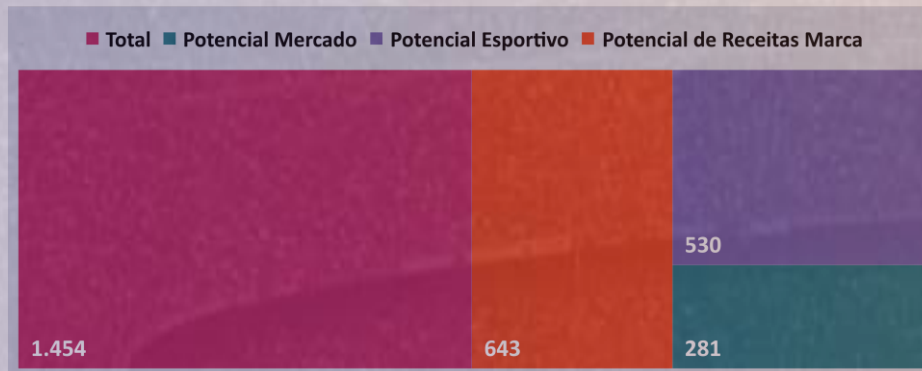 Total Potencial Mercado Potencial Esportivo Potencial de Receitas Marca
530
1.454 643 281